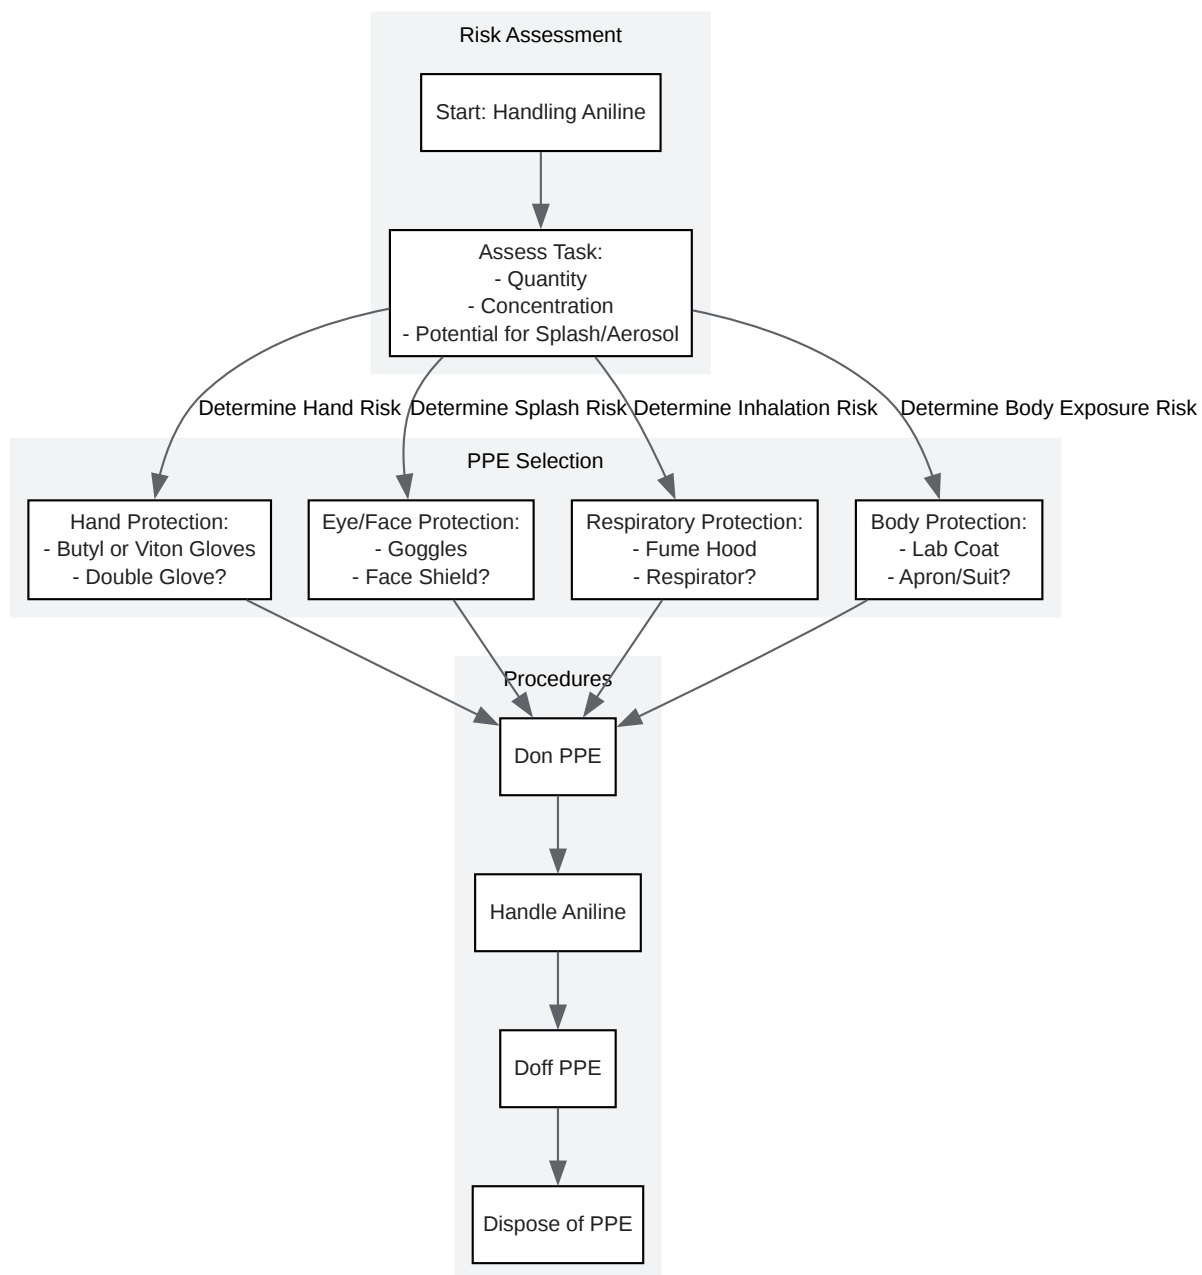 Risk Assessment
Start: Handling Aniline
Assess Task:
- Quantity
- Concentration
- Potential for Splash/Aerosol
Determine Hand Risk
Determine Splash Risk
Determine Inhalation Risk
Determine Body Exposure Risk
PPE Selection
Hand Protection:
- Butyl or Viton Gloves
- Double Glove?
Eye/Face Protection:
- Goggles
- Face Shield?
Respiratory Protection:
- Fume Hood
- Respirator?
Body Protection:
- Lab Coat
- Apron/Suit?
Procedures
Don PPE
Handle Aniline
Doff PPE
Dispose of PPE